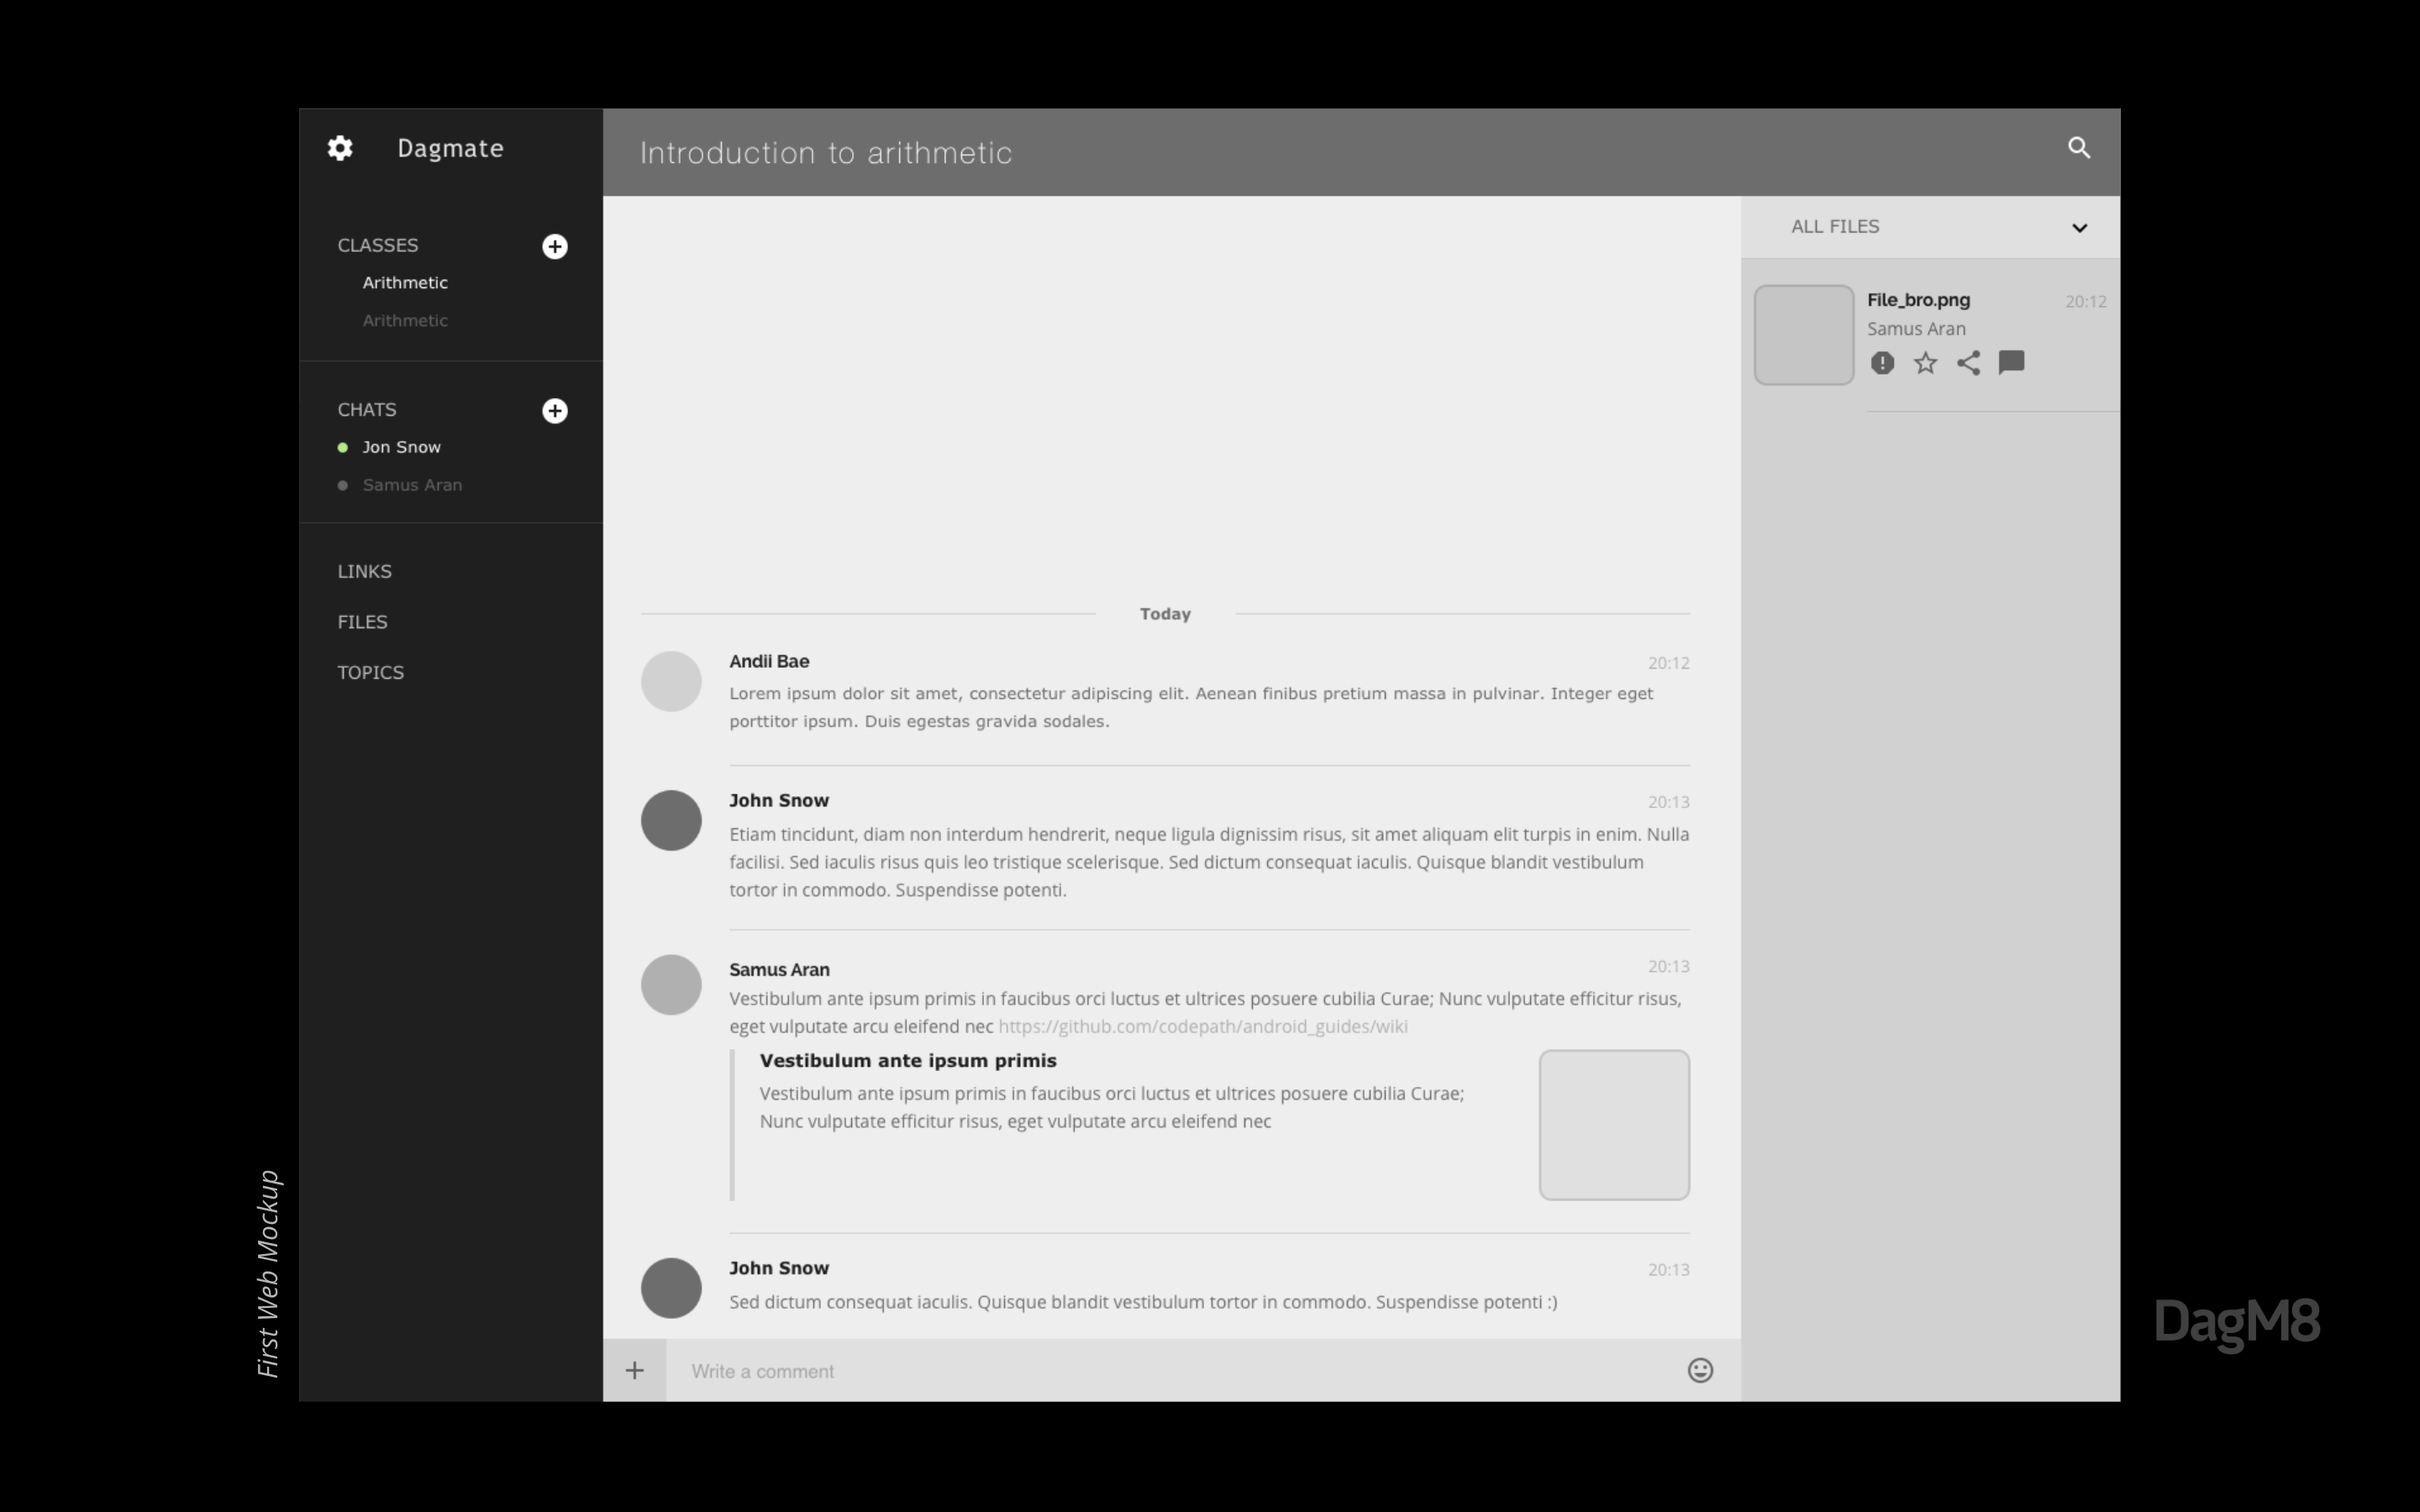 Dagmate
CLASSES
Arithmetic
Arithmetic
CHATS
Jon Snow
Samus Aran
LINKS
FILES
TOPICS
Introduction to arithmetic
Today
Andii Bae
20:12
Lorem ipsum dolor sit amet, consectetur adipiscing elit. Aenean finibus pretium massa in pulvinar. Integer eget
porttitor ipsum. Duis egestas gravida sodales.
John Snow
20:13
Etiam tincidunt, diam non interdum hendrerit, neque ligula dignissim risus, sit amet aliquam elit turpis in enim. Nulla
facilisi. Sed iaculis risus quis leo tristique scelerisque. Sed dictum consequat iaculis. Quisque blandit vestibulum
tortor in commodo. Suspendisse potenti.
Samus Aran
20:13
Vestibulum ante ipsum primis in faucibus orci luctus et ultrices posuere cubilia Curae; Nunc vulputate efficitur risus,
eget vulputate arcu eleifend nec https://github.com/codepath/android_guides/wiki
Vestibulum ante ipsum primis
Vestibulum ante ipsum primis in faucibus orci luctus et ultrices posuere cubilia Curae;
Nunc vulputate efficitur risus, eget vulputate arcu eleifend nec
John Snow
20:13
Sed dictum consequat iaculis. Quisque blandit vestibulum tortor in commodo. Suspendisse potenti :)
Write a comment
ALL FILES
File_bro.png
20:12
Samus Aran
First Web Mockup
DagM8